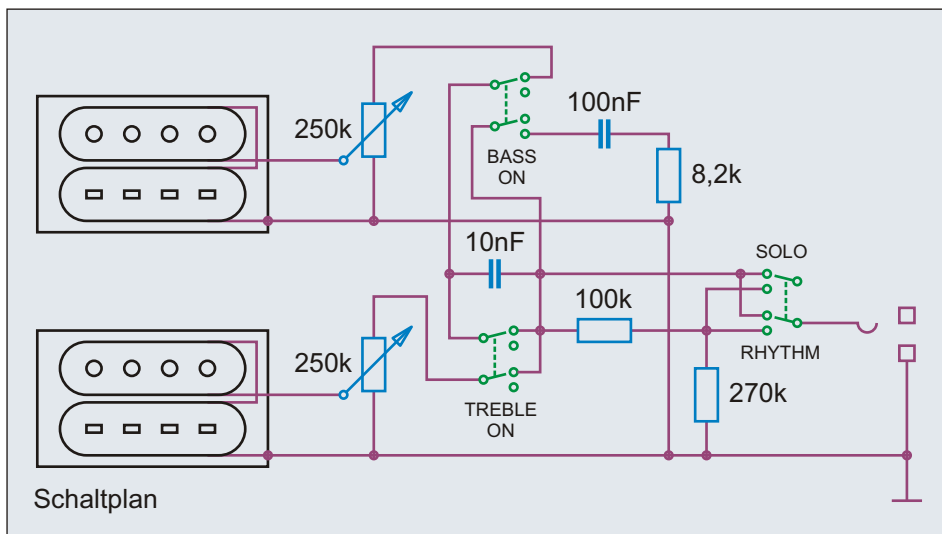 250k
100nF
BASS
ON
8,2k
10nF
SOLO
100k
250k
RHYTHM
270k
TREBLE
ON
Schaltplan